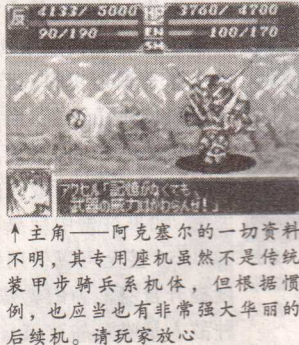 反 4133/ 5000 HP 3760/ 4700
90/190 EN 100/170
SH
アクセル「記憶がなくても、
武器の威力はかわらんぜ！」
↑主角——阿克塞尔的一切资料
不明，其专用座机虽然不是传统
装甲步骑兵系机体，但根据惯
例，也应当也有非常强大华丽的
后续机。请玩家放心